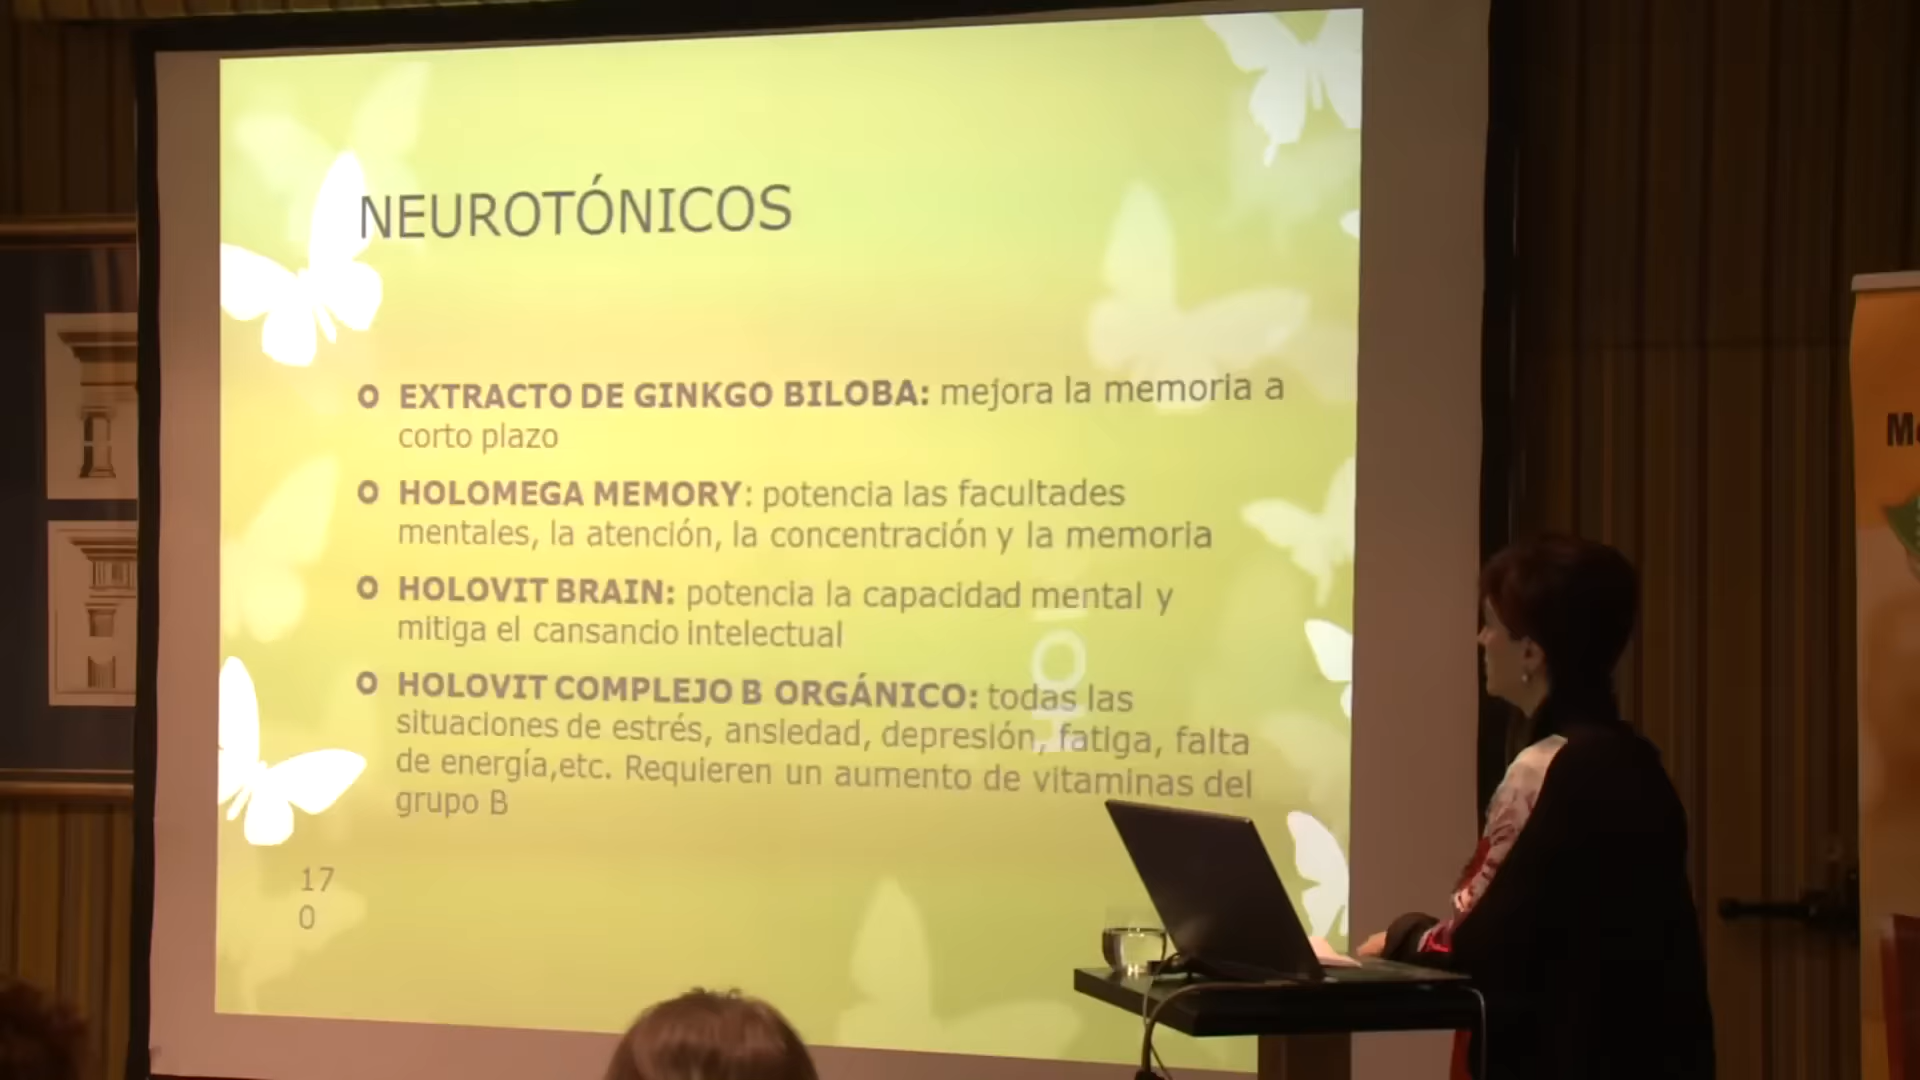 NEUROTÓNICOS
O EXTRACTO DE GINKGO BILOBA: mejora la memoria a
corto plazo
O HOLOMEGA MEMORY: potencia las facultades
mentales, la atención, la concentración y la memoria
O HOLOVIT BRAIN: potencia la capacidad mental y
mitiga el cansancio intelectual
O HOLOVIT COMPLEJO B ORGÁNICO: todas las
situaciones de estrés, ansiedad, depresión, fatiga, falta
de energía,etc. Requieren un aumento de vitaminas del
grupo B
17
0